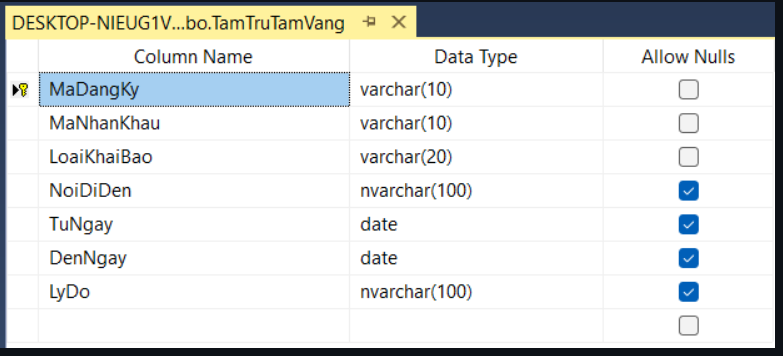 DESKTOP-NIEUG1V...bo.TamTruTamVang
Column Name Data Type Allow Nulls
MaDangKy varchar(10)
MaNhanKhau varchar(10)
LoaiKhaiBao varchar(20)
NoiDiDen nvarchar(100)
TuNgay date
DenNgay date
LyDo nvarchar(100)